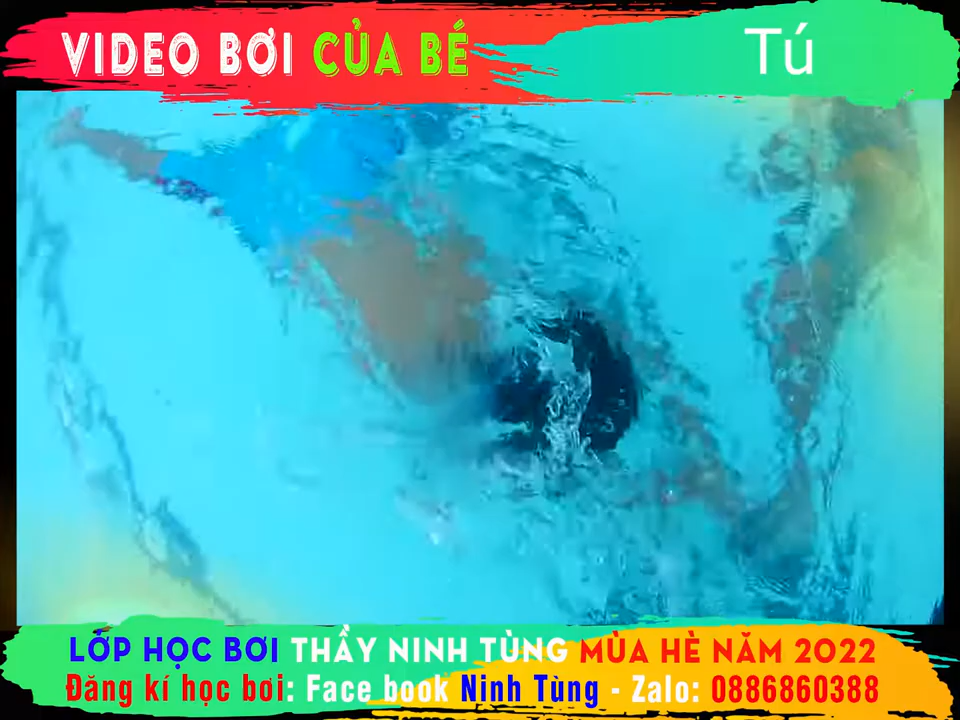 VIDEO BƠI CỦA BÉ
Tú
LỚP HỌC BƠI THẦY NINH TÙNG MÙA HÈ NĂM 2022
Đăng kí học bơi: Face book Ninh Tùng - Zalo: 0886860388